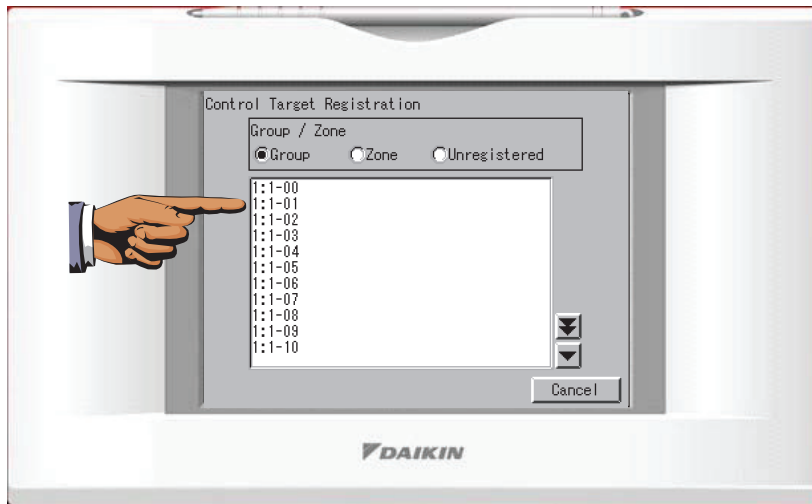 Control Target Registration
Group / Zone
Group Zone Unregistered
1:1-00
1:1-01
1:1-02
1:1-03
1:1-04
1:1-05
1:1-06
1:1-07
1:1-08
1:1-09
1:1-10
Cancel
DAIKIN